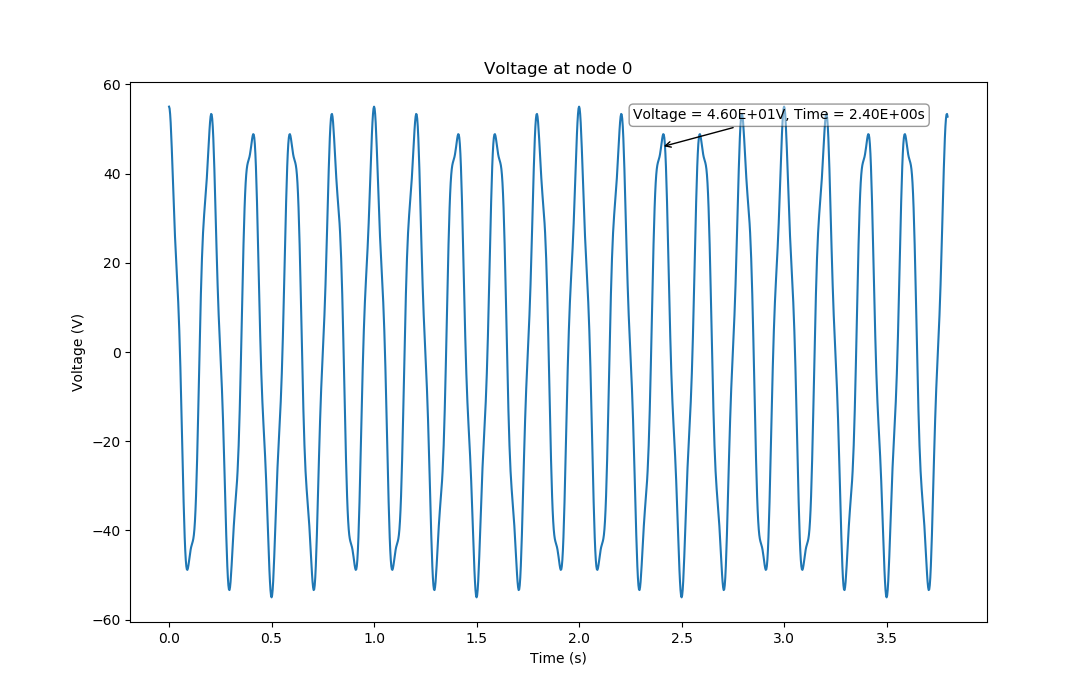 Voltage at node 0
60
Voltage = 4.60E+01V, Time = 2.40E+00s
40
20
0
−20
−40
−60
Voltage (V)
0.0 0.5 1.0 1.5 2.0 2.5 3.0 3.5
Time (s)